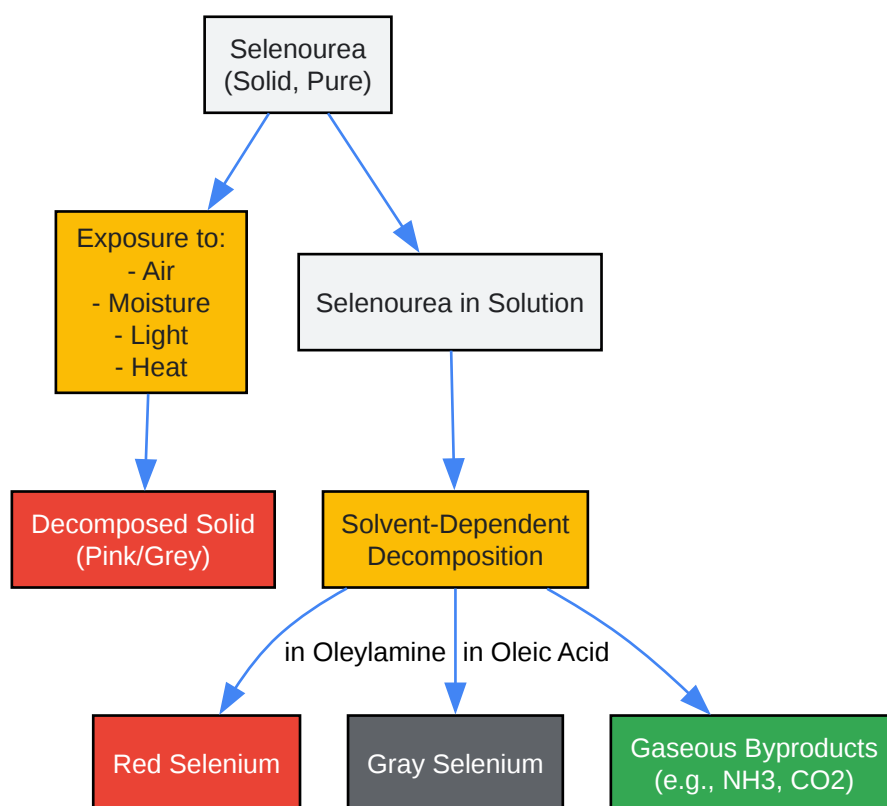 Selenourea
(Solid, Pure)
Exposure to:
- Air
- Moisture
- Light
- Heat
Selenourea in Solution
Decomposed Solid
(Pink/Grey)
Solvent-Dependent
Decomposition
in Oleylamine
in Oleic Acid
Red Selenium
Gray Selenium
Gaseous Byproducts
(e.g., NH3, CO2)